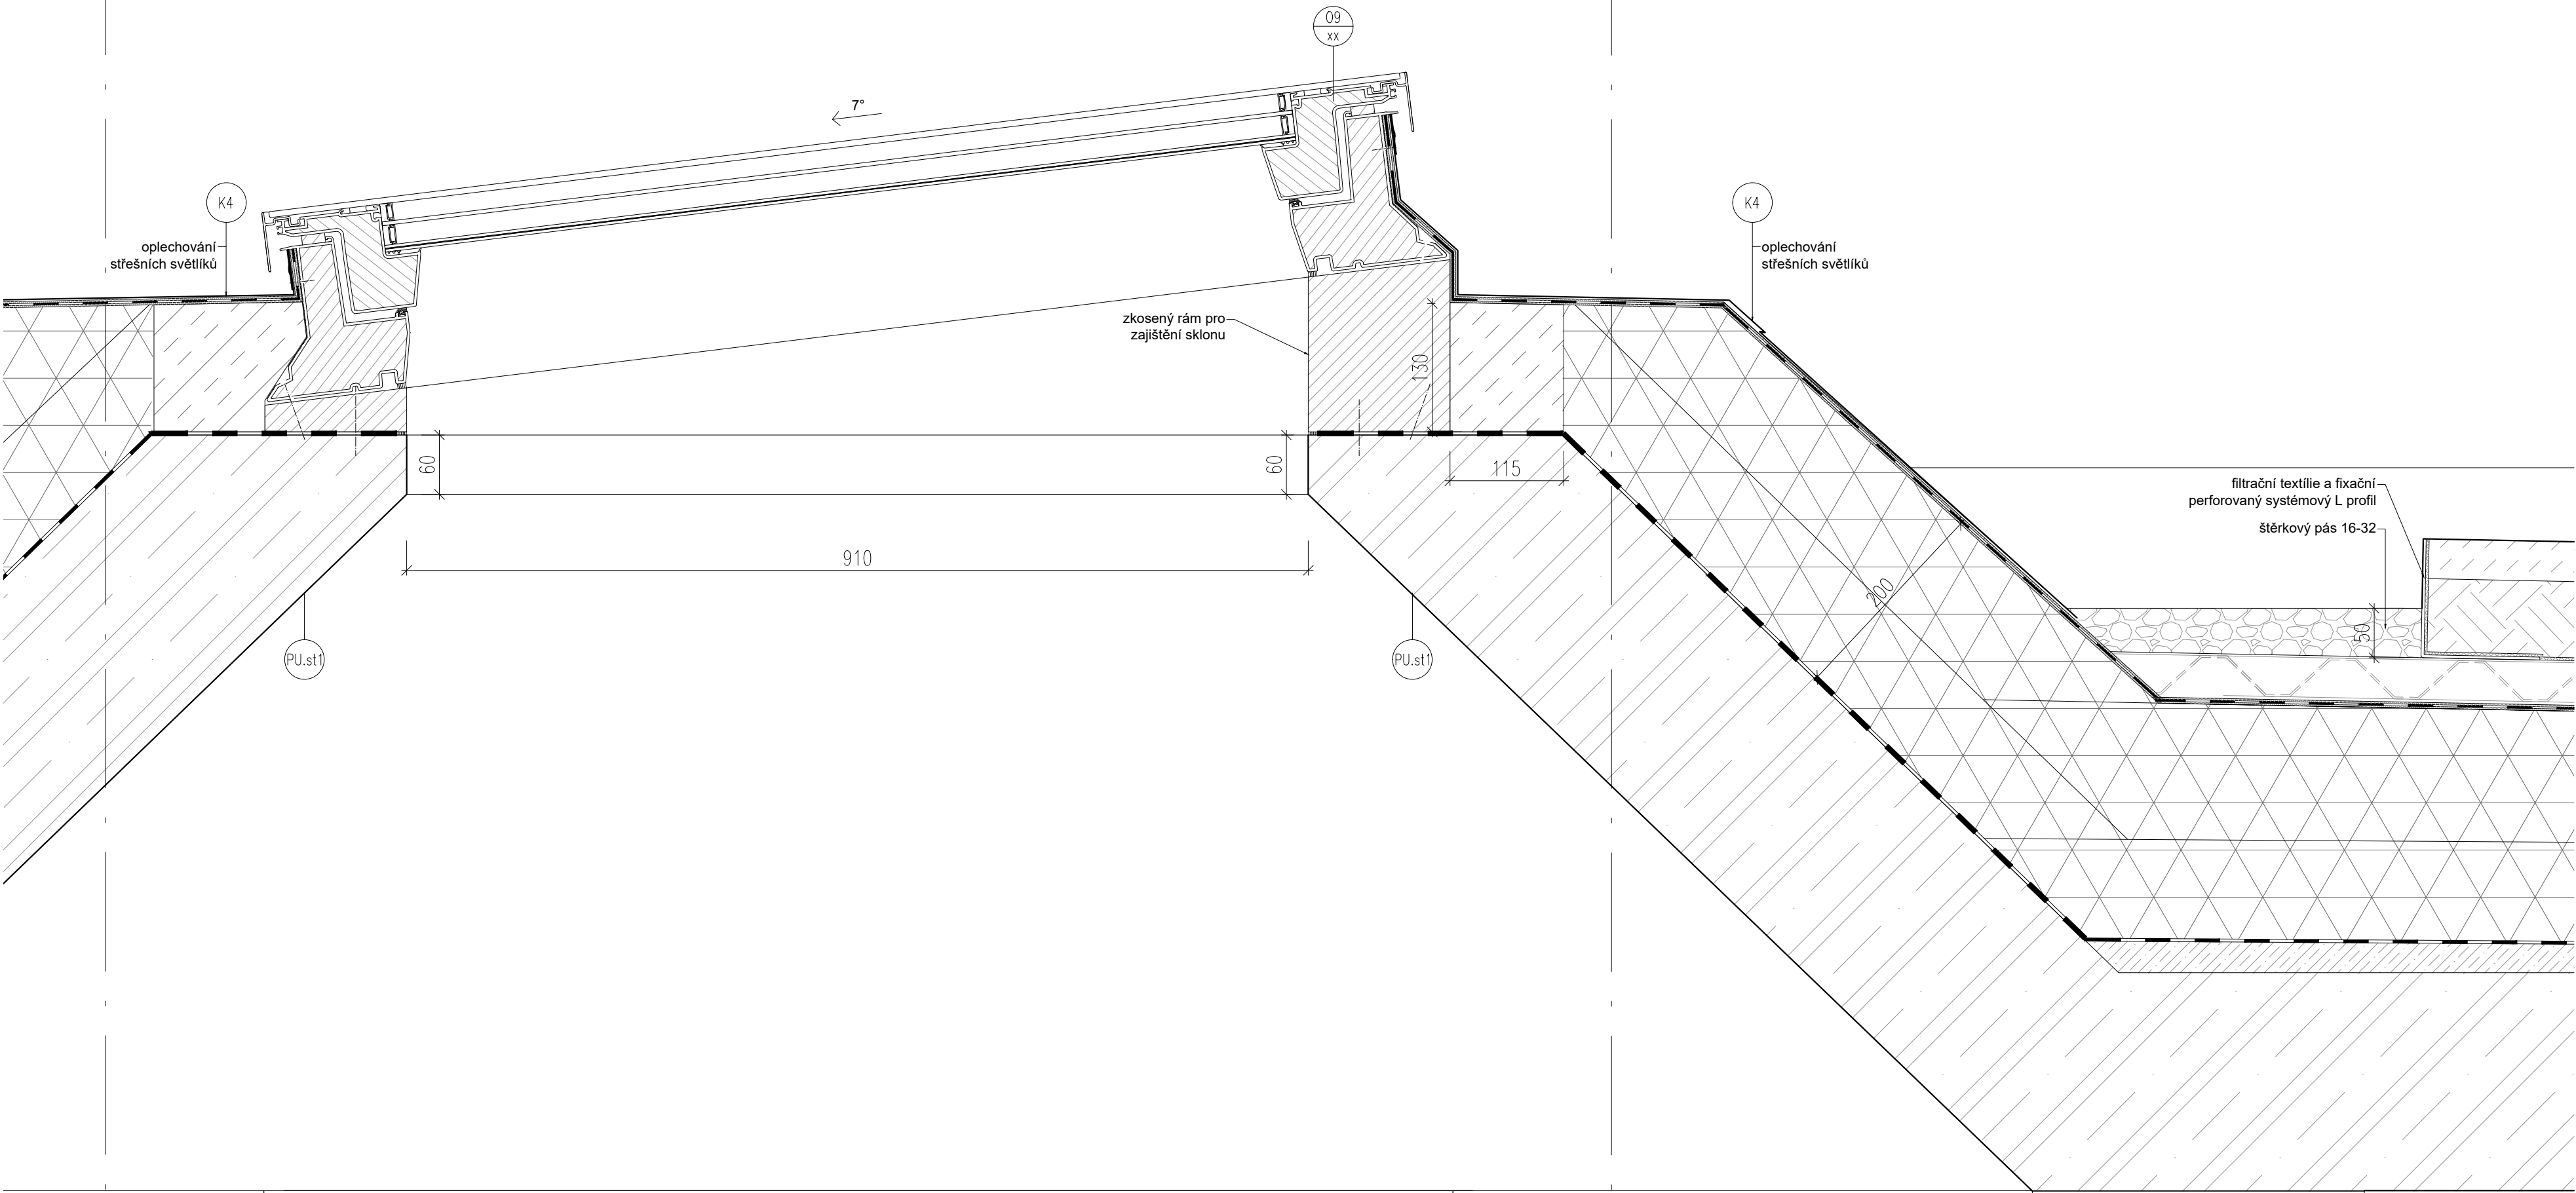 09
xx
7°
K4
oplechování
střešních světlíků
K4
oplechování
střešních světlíků
zkosený rám pro
zajištění sklonu
130
60
60
115
910
200
filtrační textílie a fixační
perforovaný systémový L profil
štěrkový pás 16-32
50
PU.st1
PU.st1